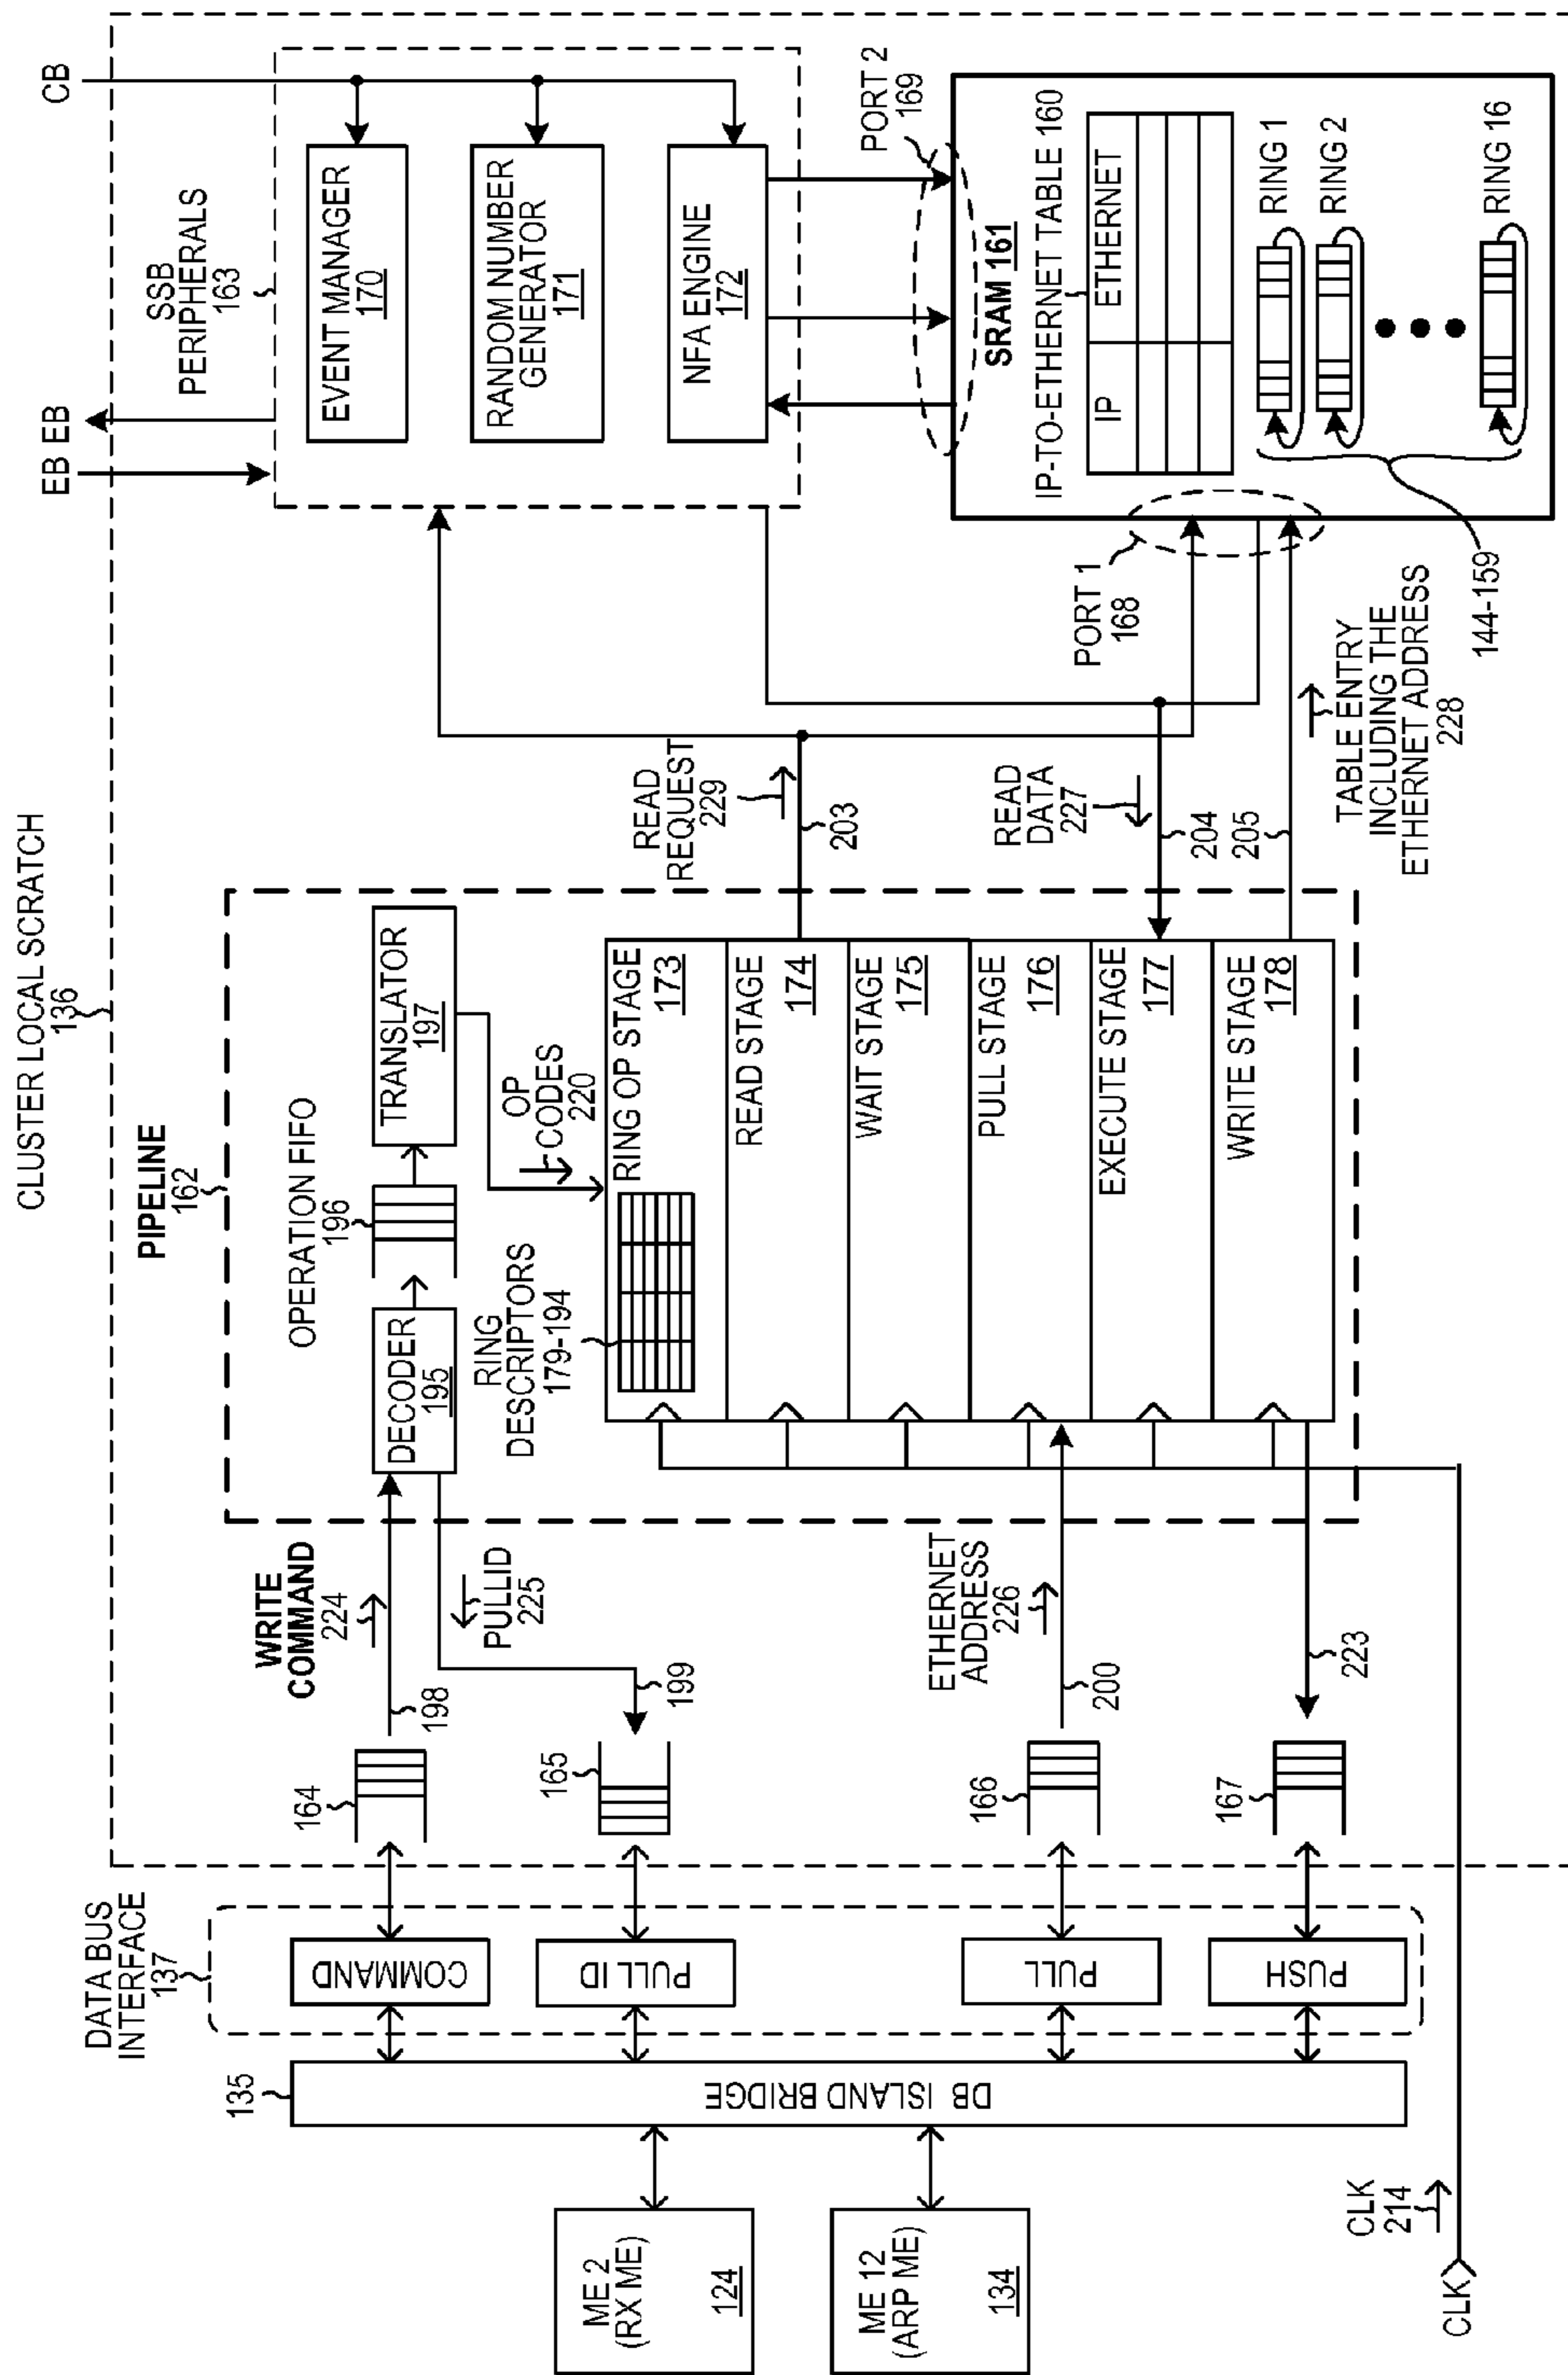 CLUSTER LOCAL SCRATCH
136
CB
EB EB
SSB
PERIPHERALS
163
EVENT MANAGER
170
RANDOM NUMBER
GENERATOR
171
NFA ENGINE
172
PORT 2
169
SRAM 161
IP-TO-ETHERNET TABLE 160
IP
ETHERNET
RING 1
RING 2
RING 16
144-159
PORT 1
168
PIPELINE
162
OPERATION FIFO
196
TRANSLATOR
197
DECODER
195
OP
CODES
220
RING
DESCRIPTORS
179-194
RING OP STAGE
173
READ STAGE
174
WAIT STAGE
175
PULL STAGE
176
EXECUTE STAGE
177
WRITE STAGE
178
READ
REQUEST
229
203
READ
DATA
227
204
205
TABLE ENTRY
INCLUDING THE
ETHERNET ADDRESS
228
WRITE
COMMAND
224
198
PULLID
225
199
ETHERNET
ADDRESS
226
200
223
164
165
166
167
DATA BUS
INTERFACE
137
COMMAND
PULL ID
PULL
PUSH
135
DB ISLAND BRIDGE
ME 2
(RX ME)
124
ME 12
(ARP ME)
134
CLK
214
CLK